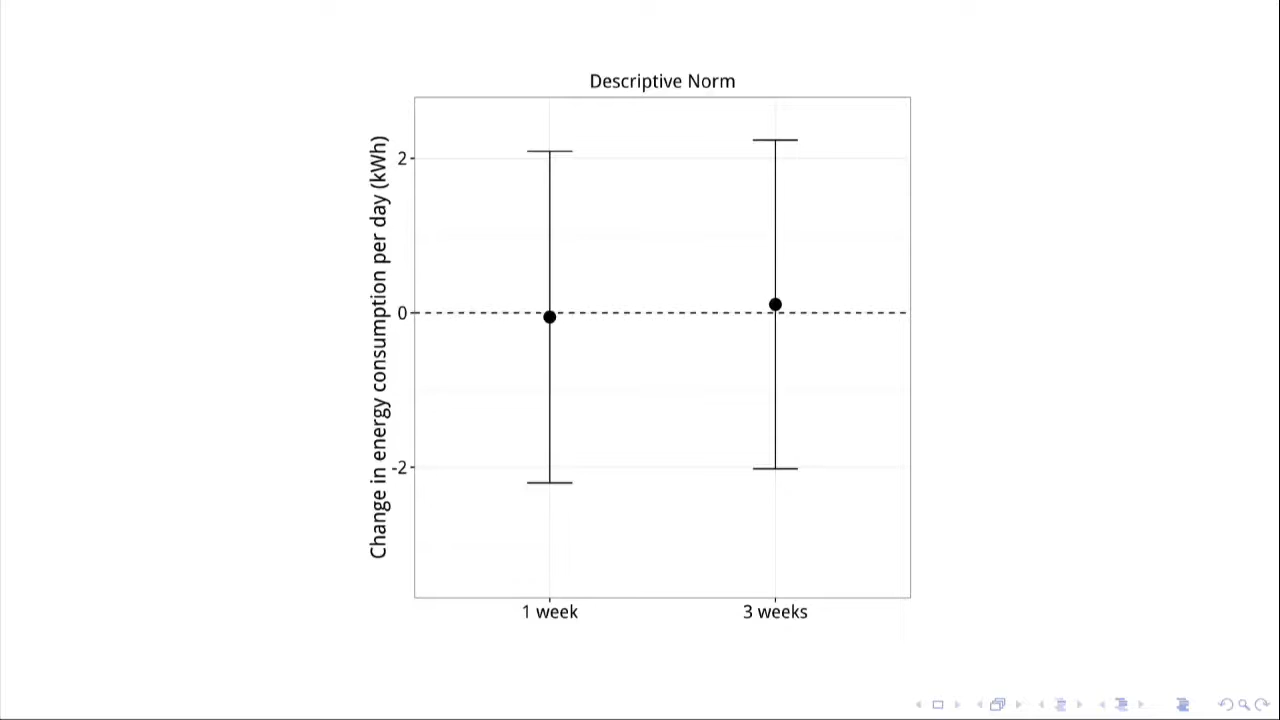 Descriptive Norm
Change in energy consumption per day (kWh)
2
0
-2
1 week
3 weeks